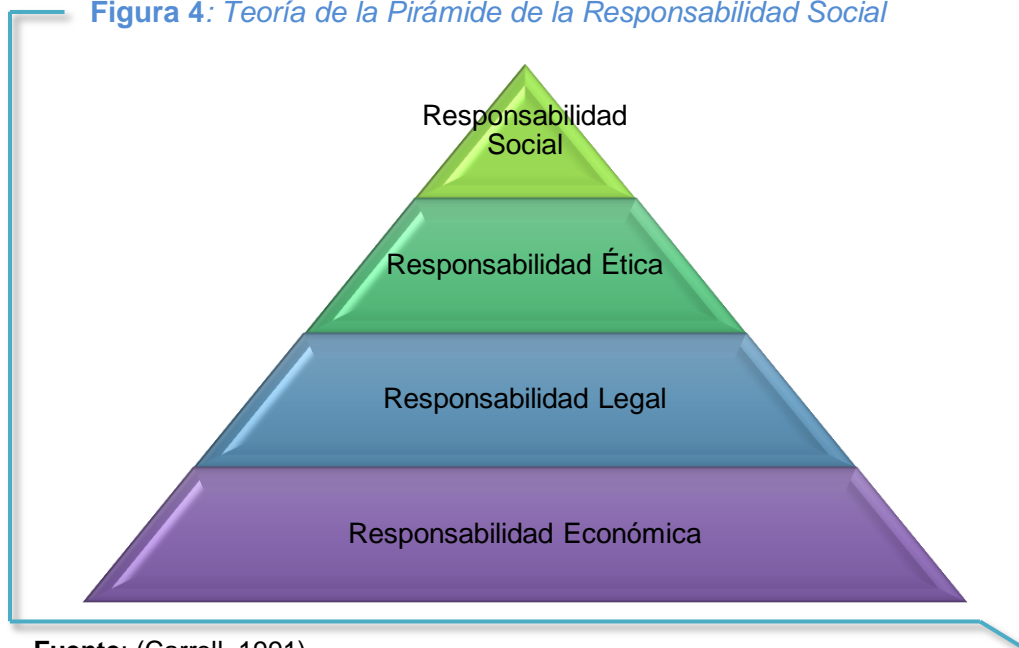 Figura 4: Teoría de la Pirámide de la Responsabilidad Social
Responsabilidad
Social
Responsabilidad Ética
Responsabilidad Legal
Responsabilidad Económica
Fuente: (Carroll, 1991)